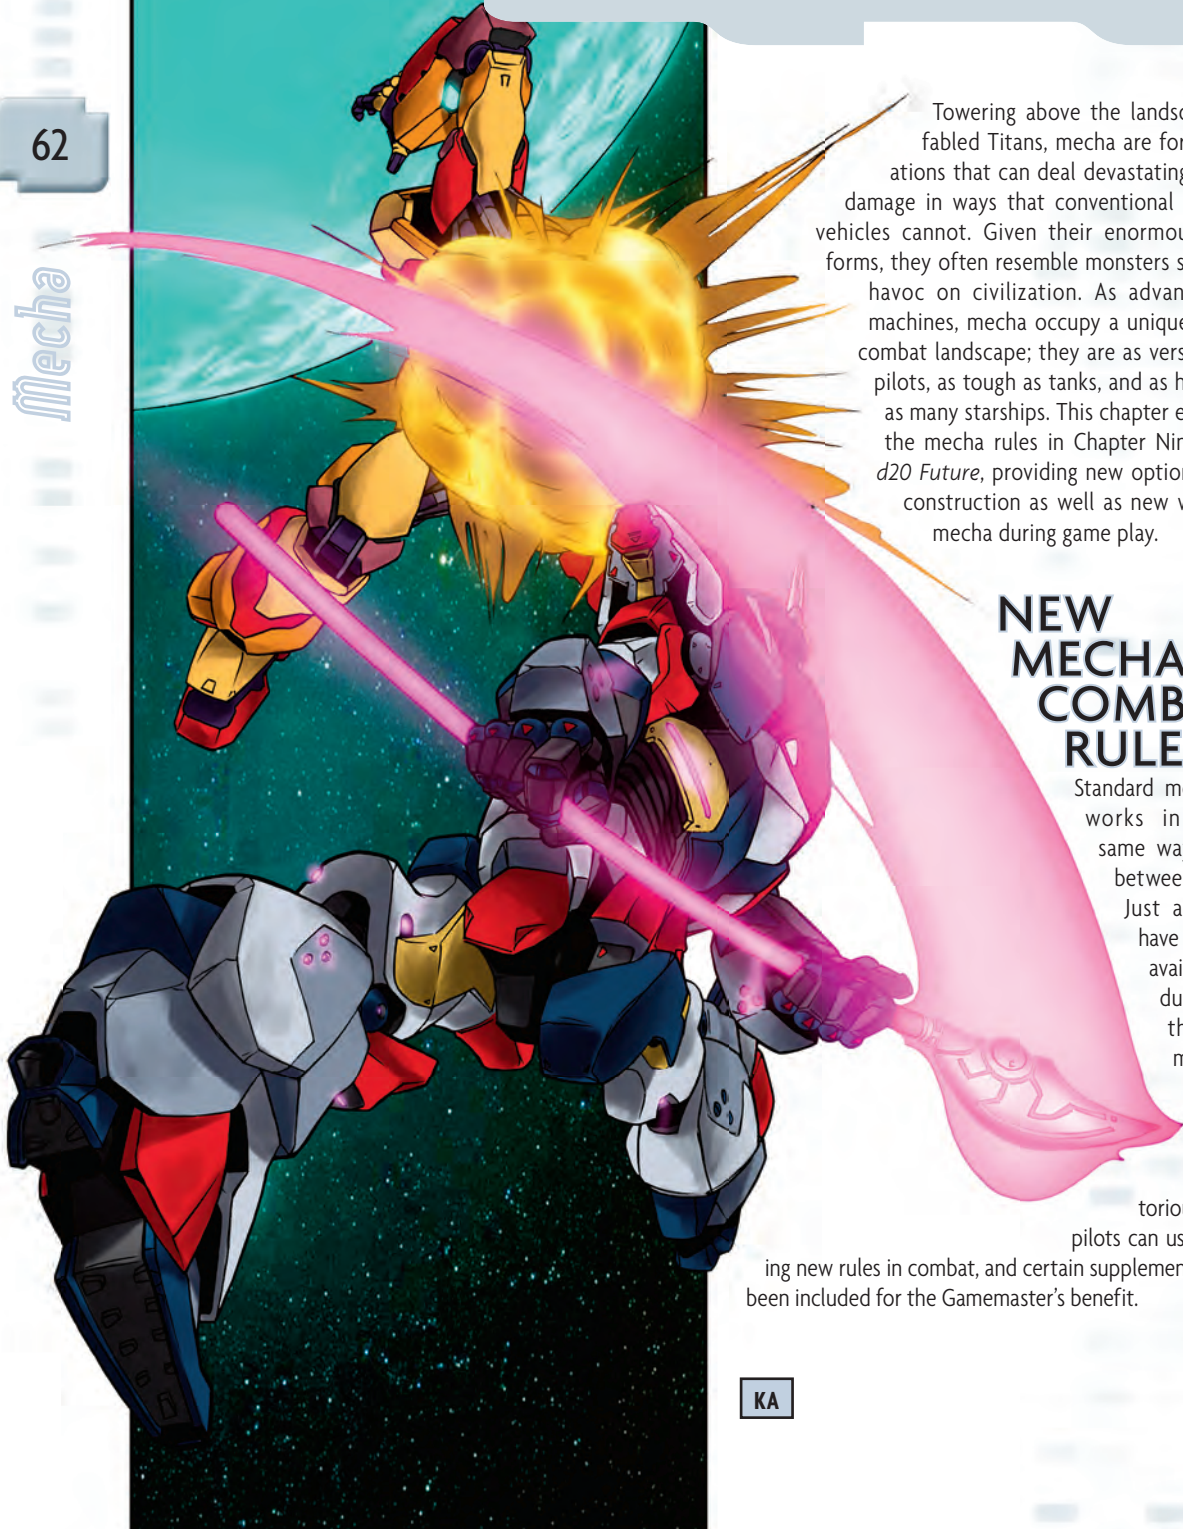 62
Mecha
Towering above the landsc
fabled Titans, mecha are for
ations that can deal devastating
damage in ways that conventional
vehicles cannot. Given their enormou
forms, they often resemble monsters s
havoc on civilization. As advan
machines, mecha occupy a unique
combat landscape; they are as vers
pilots, as tough as tanks, and as h
as many starships. This chapter e
the mecha rules in Chapter Nin
d20 Future, providing new option
construction as well as new w
mecha during game play.
NEW
MECHA
COMB
RULE
Standard m
works in
same wa
betwee
Just a
have
avai
du
th
m
torio
pilots can us
ing new rules in combat, and certain supplemen
been included for the Gamemaster's benefit.
KA